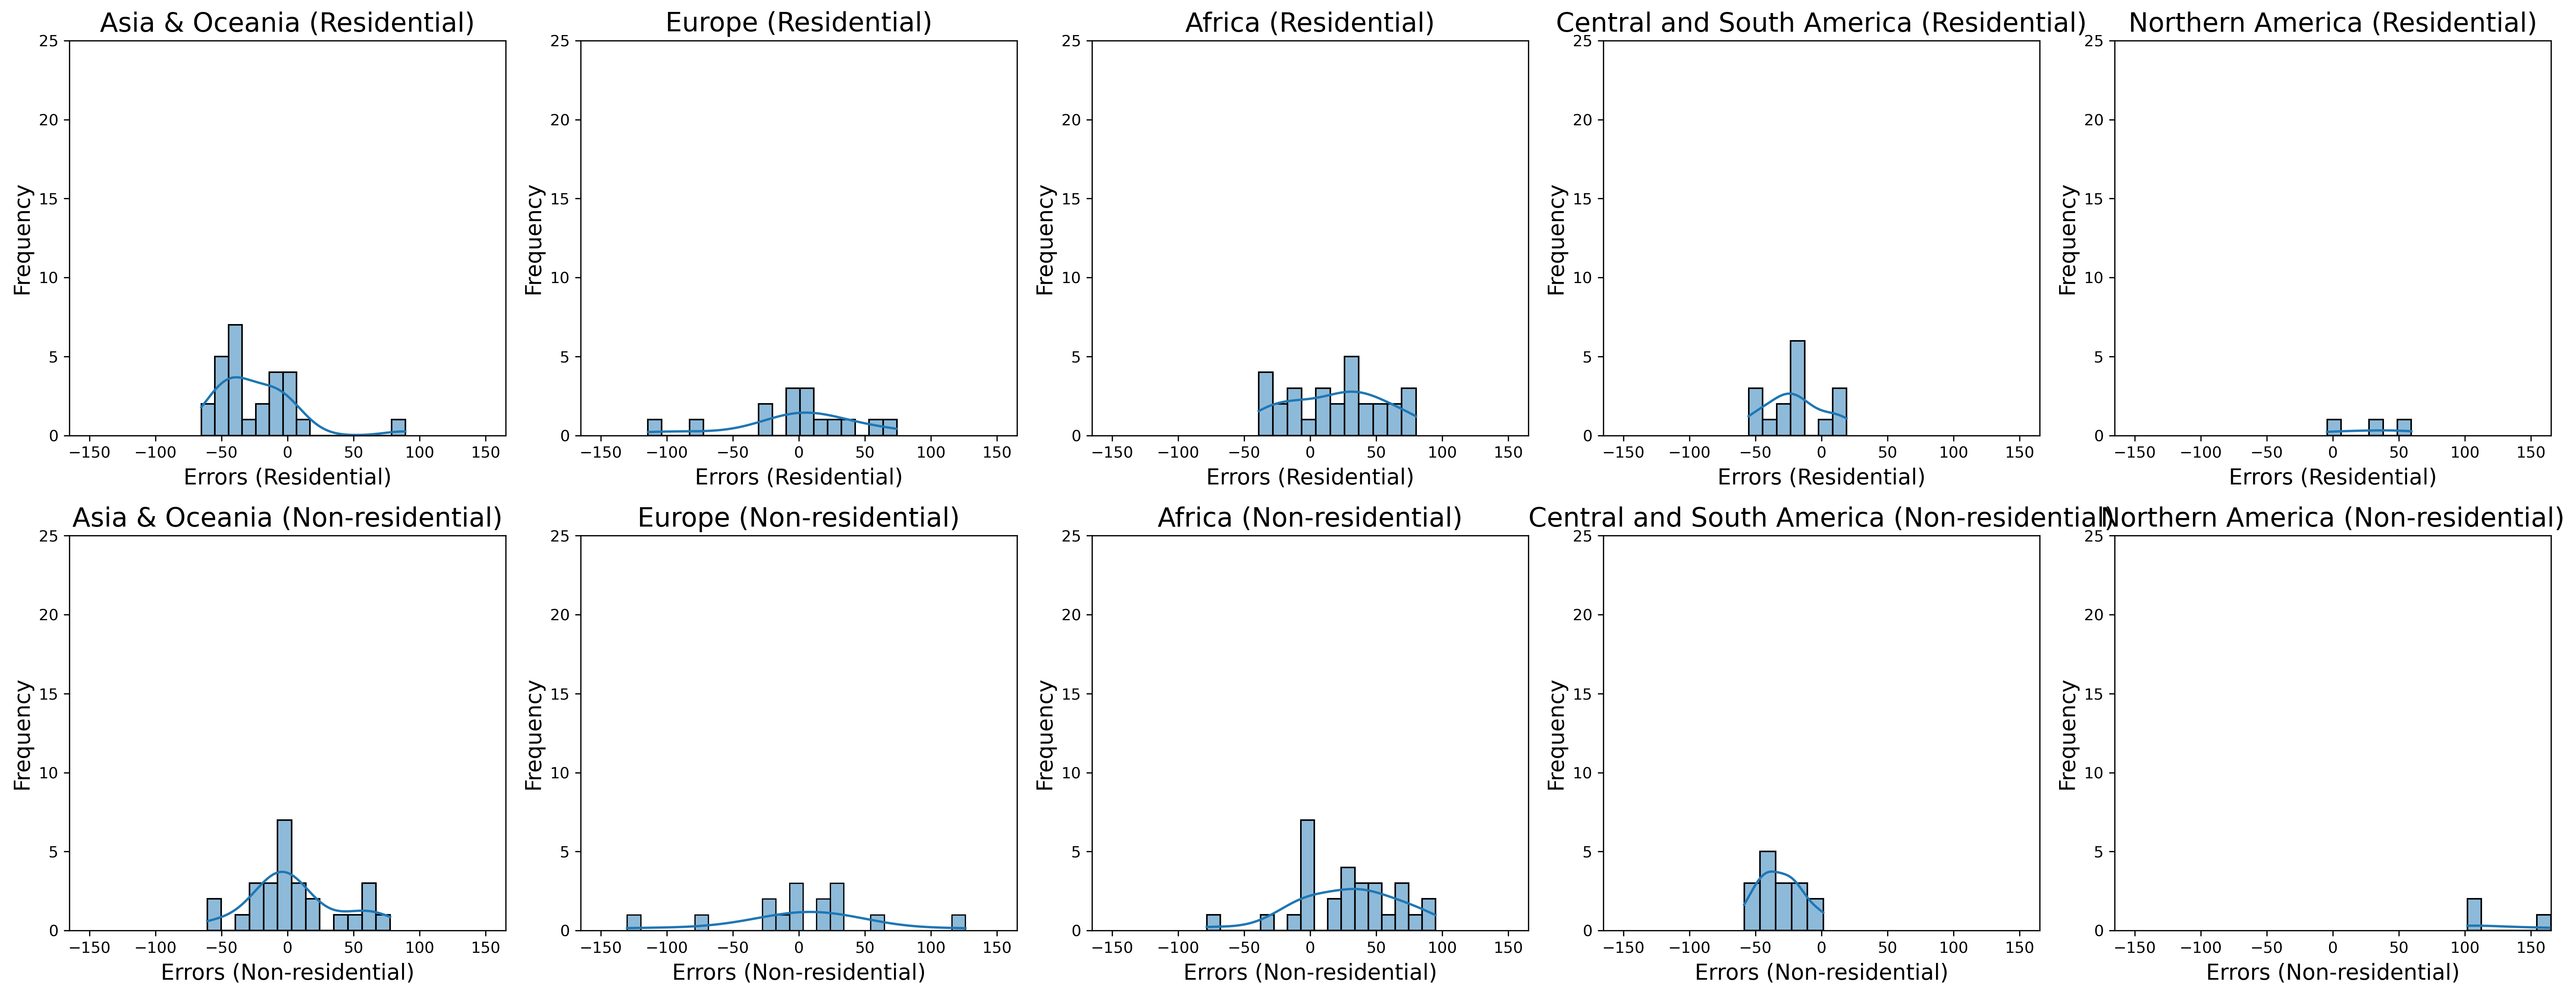 Asia & Oceania (Residential)
25
20
15
10
5
0
Frequency
−150 −100 −50 0 50 100 150
Errors (Residential)
Europe (Residential)
25
20
15
10
5
0
Frequency
−150 −100 −50 0 50 100 150
Errors (Residential)
Africa (Residential)
25
20
15
10
5
0
Frequency
−150 −100 −50 0 50 100 150
Errors (Residential)
Central and South America (Residential)
25
20
15
10
5
0
Frequency
−150 −100 −50 0 50 100 150
Errors (Residential)
Northern America (Residential)
25
20
15
10
5
0
Frequency
−150 −100 −50 0 50 100 150
Errors (Residential)
Asia & Oceania (Non-residential)
25
20
15
10
5
0
Frequency
−150 −100 −50 0 50 100 150
Errors (Non-residential)
Europe (Non-residential)
25
20
15
10
5
0
Frequency
−150 −100 −50 0 50 100 150
Errors (Non-residential)
Africa (Non-residential)
25
20
15
10
5
0
Frequency
−150 −100 −50 0 50 100 150
Errors (Non-residential)
Central and South America (Non-residential)
25
20
15
10
5
0
Frequency
−150 −100 −50 0 50 100 150
Errors (Non-residential)
Northern America (Non-residential)
25
20
15
10
5
0
Frequency
−150 −100 −50 0 50 100 150
Errors (Non-residential)